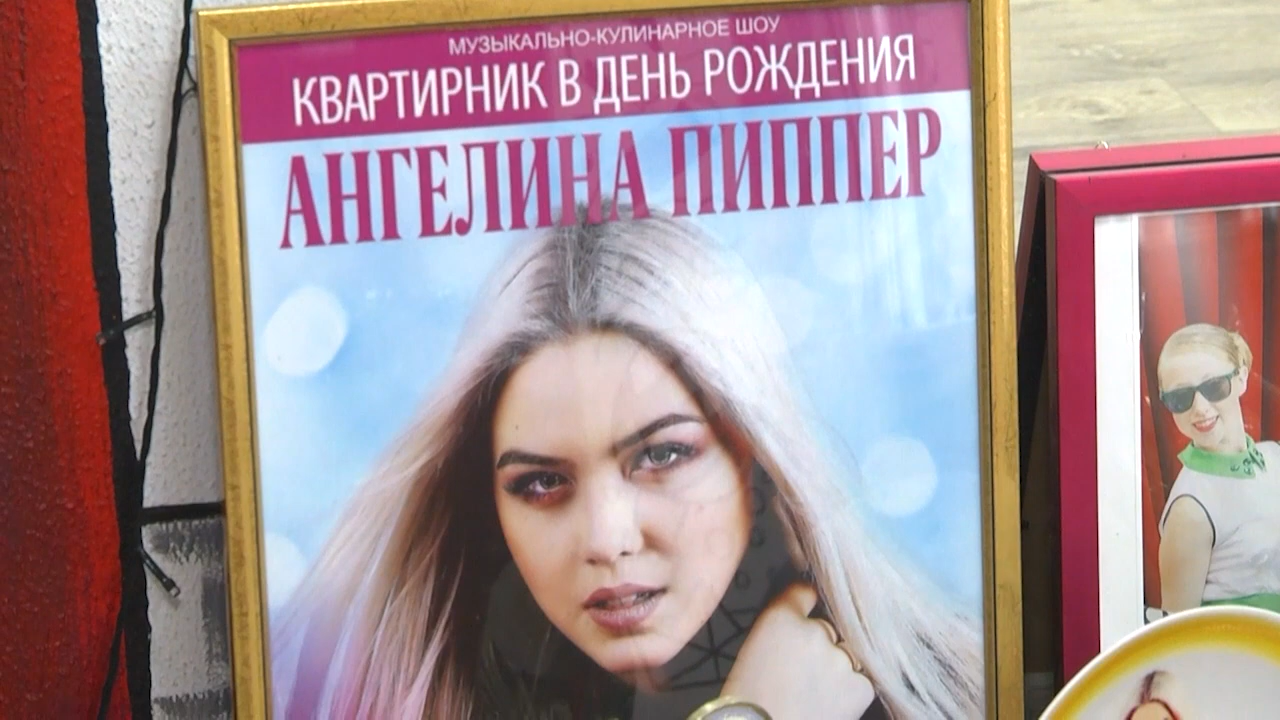 МУЗЫКАЛЬНО-КУЛИНАРНОЕ ШОУ
КВАРТИРНИК В ДЕНЬ РОЖДЕНИЯ
АНГЕЛИНА ПИППЕР